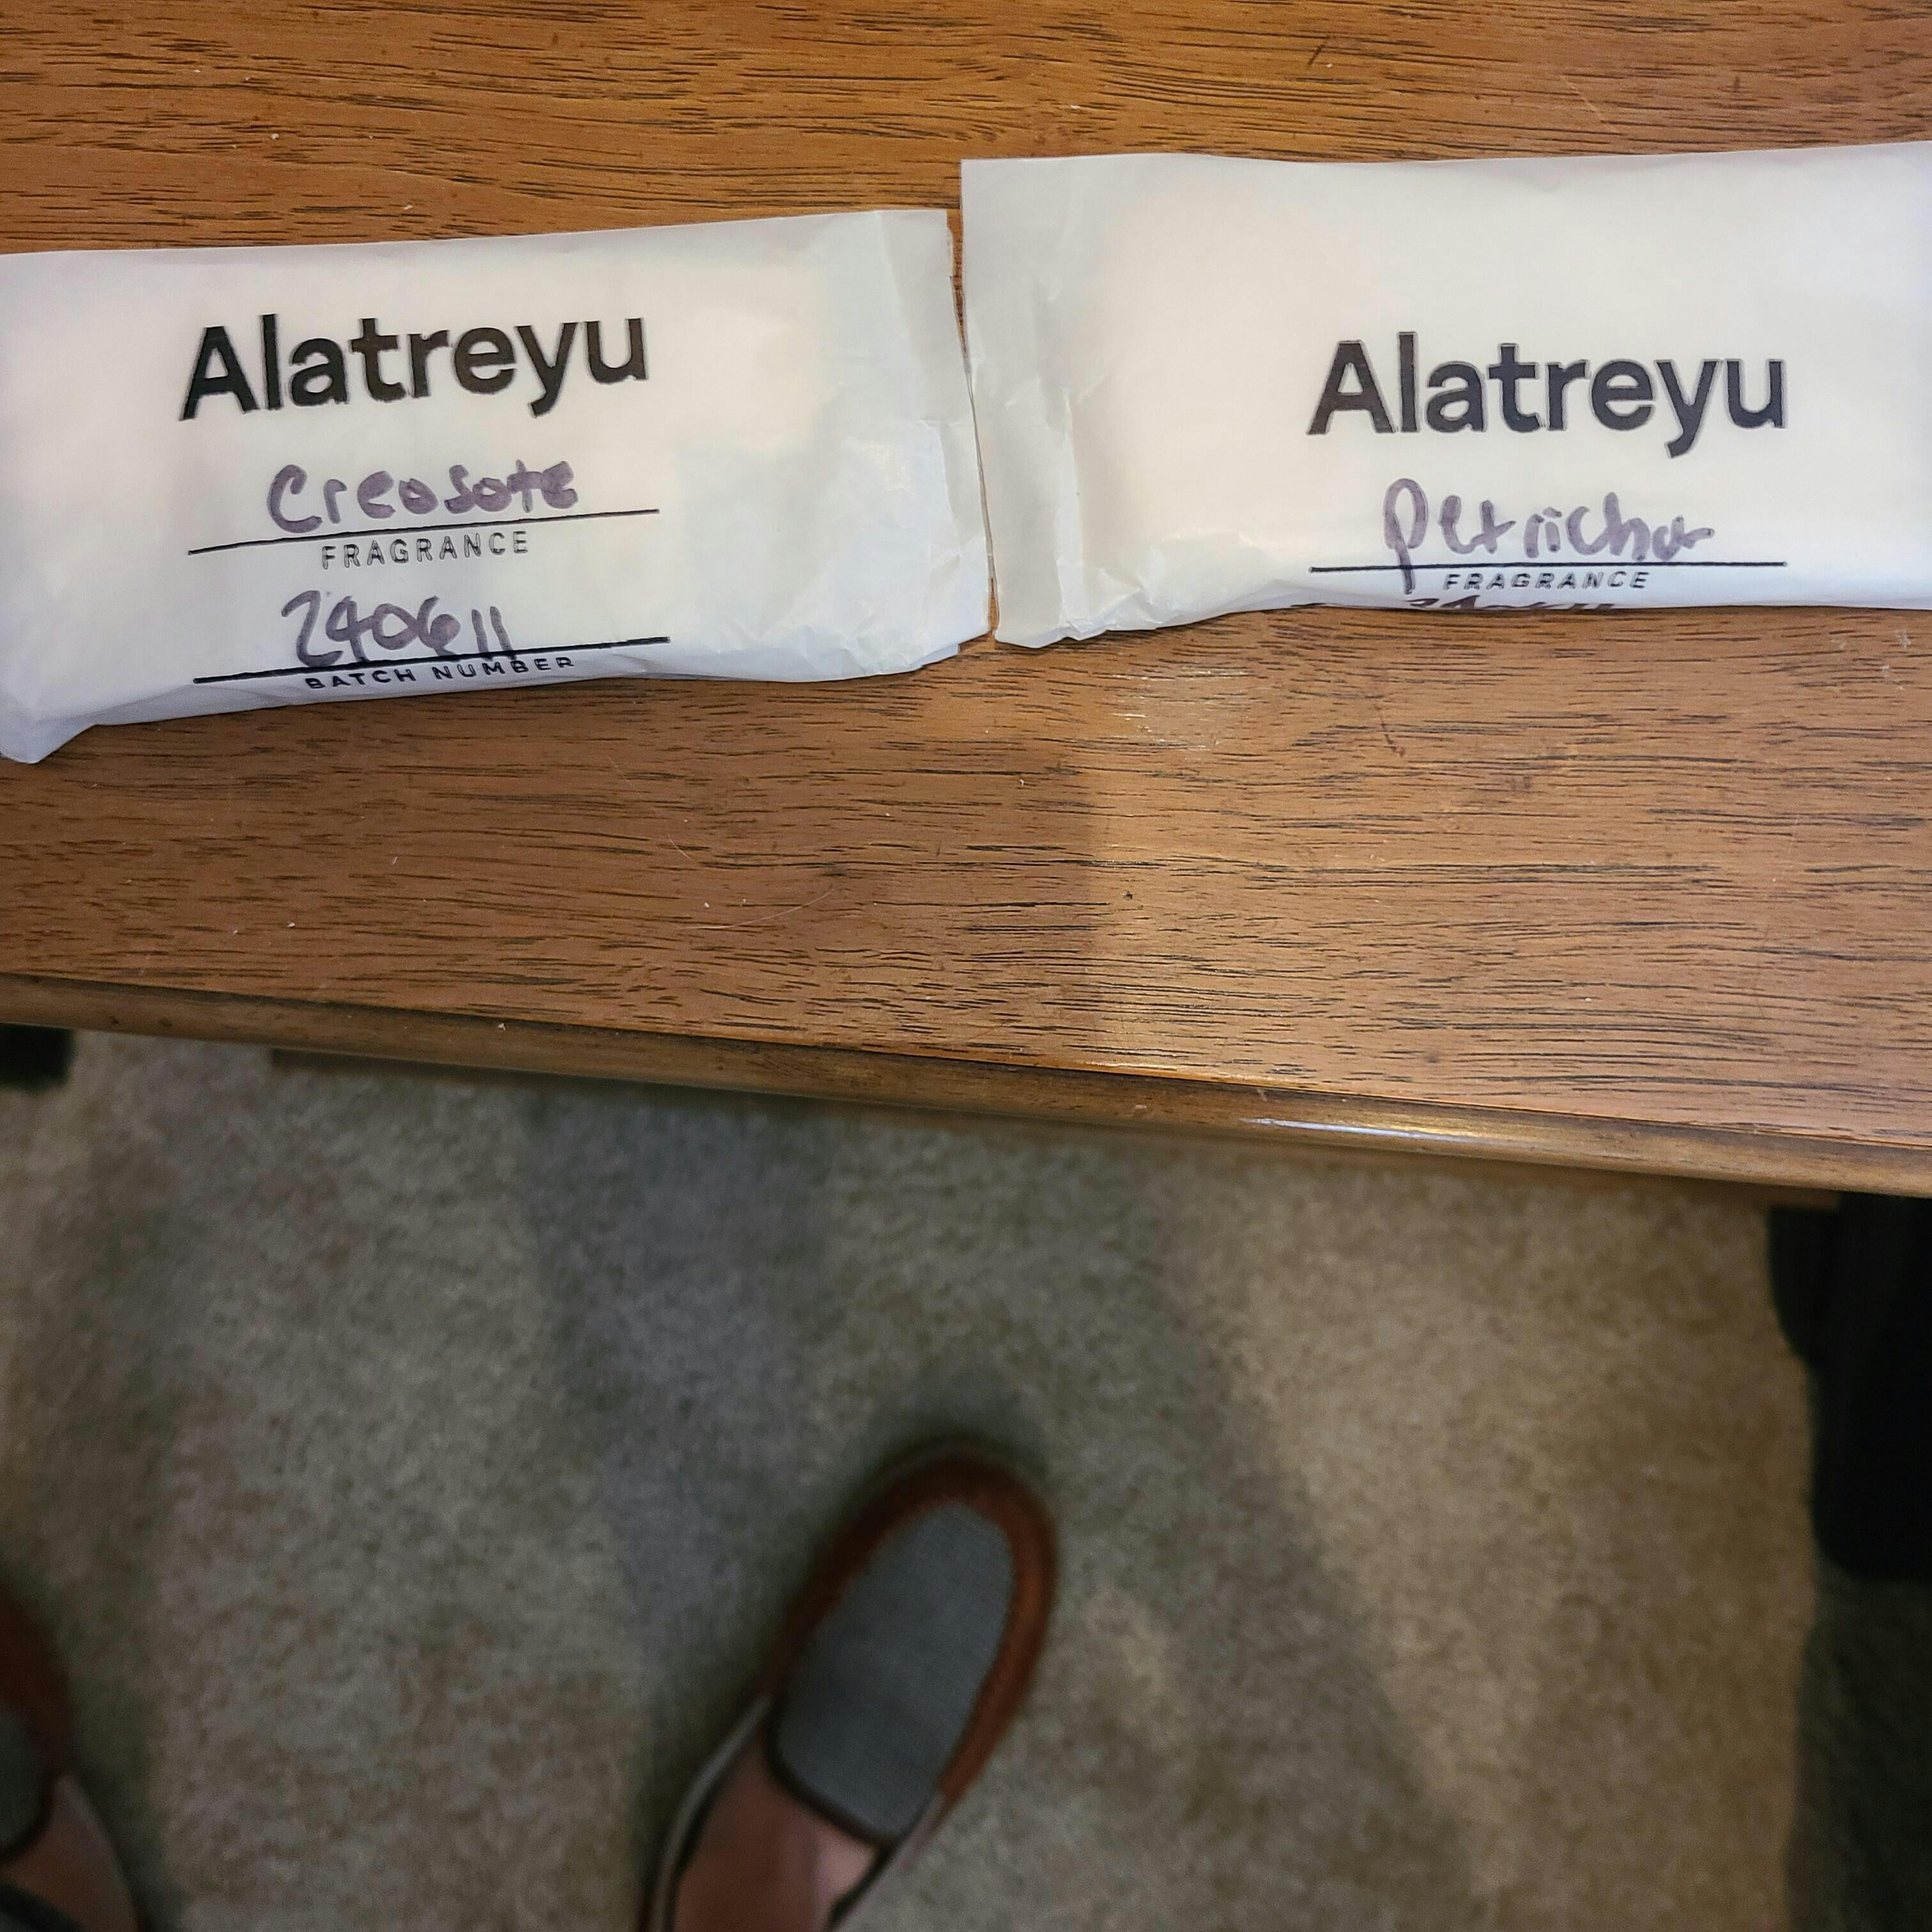 Alatreyu
Creosote
FRAGRANCE
240611
BATCH NUMBER
Alatreyu
Petrichor
FRAGRANCE